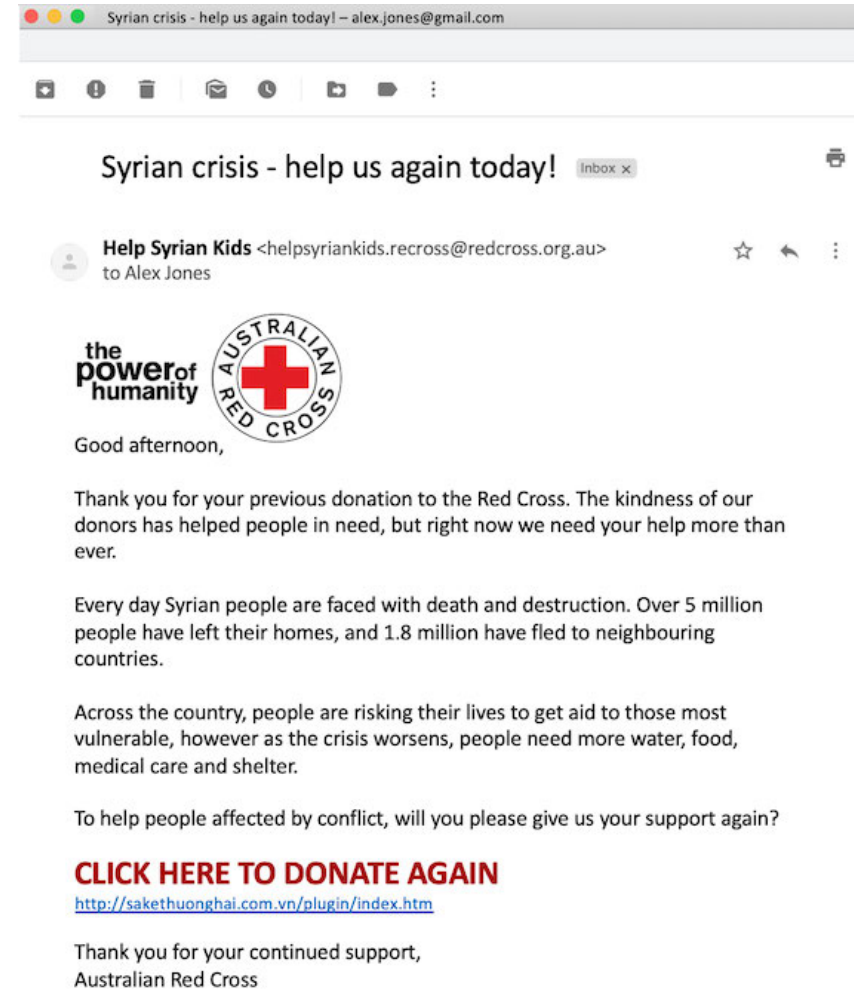 Syrian crisis - help us again today! – alex.jones@gmail.com
Syrian crisis - help us again today! Inbox x
Help Syrian Kids <helpsyriankids.recross@redcross.org.au>
to Alex Jones
the
power of
humanity
AUSTRALIAN RED CROSS
Good afternoon,
Thank you for your previous donation to the Red Cross. The kindness of our
donors has helped people in need, but right now we need your help more than
ever.
Every day Syrian people are faced with death and destruction. Over 5 million
people have left their homes, and 1.8 million have fled to neighbouring
countries.
Across the country, people are risking their lives to get aid to those most
vulnerable, however as the crisis worsens, people need more water, food,
medical care and shelter.
To help people affected by conflict, will you please give us your support again?
CLICK HERE TO DONATE AGAIN
http://sakethuonghai.com.vn/plugin/index.htm
Thank you for your continued support,
Australian Red Cross